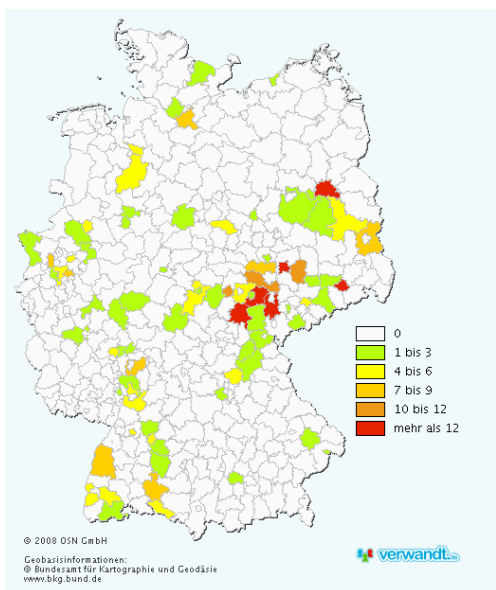 0
1 bis 3
4 bis 6
7 bis 9
10 bis 12
mehr als 12
© 2008 OSN GmbH
Geobasisinformationen:
© Bundesamt für Kartographie und Geodäsie
www.bkg.bund.de
verwandt.de